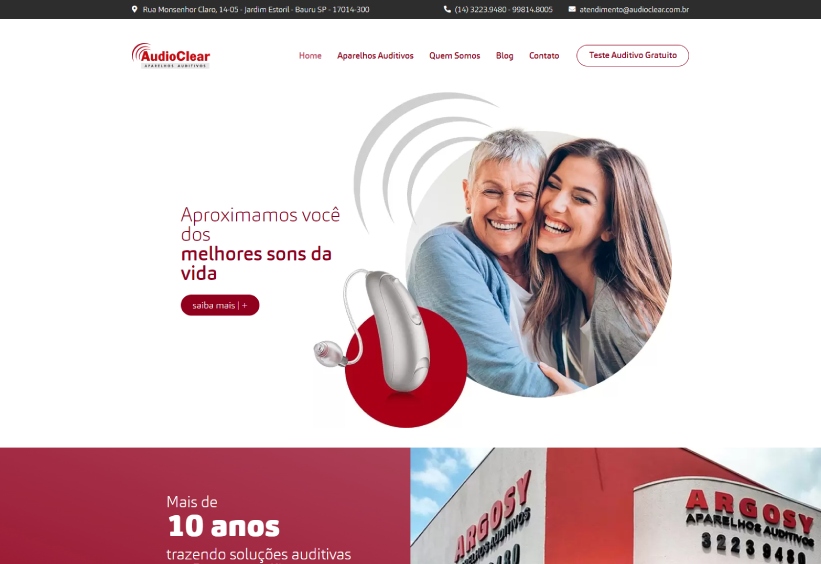 Rua Monsenhor Claro, 14-05 - Jardim Estoril - Bauru SP - 17014-300
(14) 3223.9480 - 99814.8005
atendimento@audioclear.com.br
AudioClear
APARELHOS AUDITIVOS
Home
Aparelhos Auditivos
Quem Somos
Blog
Contato
Teste Auditivo Gratuito
Aproximamos você
dos
melhores sons da
vida
saiba mais | +
Mais de
10 anos
trazendo soluções auditivas
ARGOSY
APARELHOS AUDITIVOS
9480
ARGOSY
APARELHOS AUDITIVOS
3223 9480